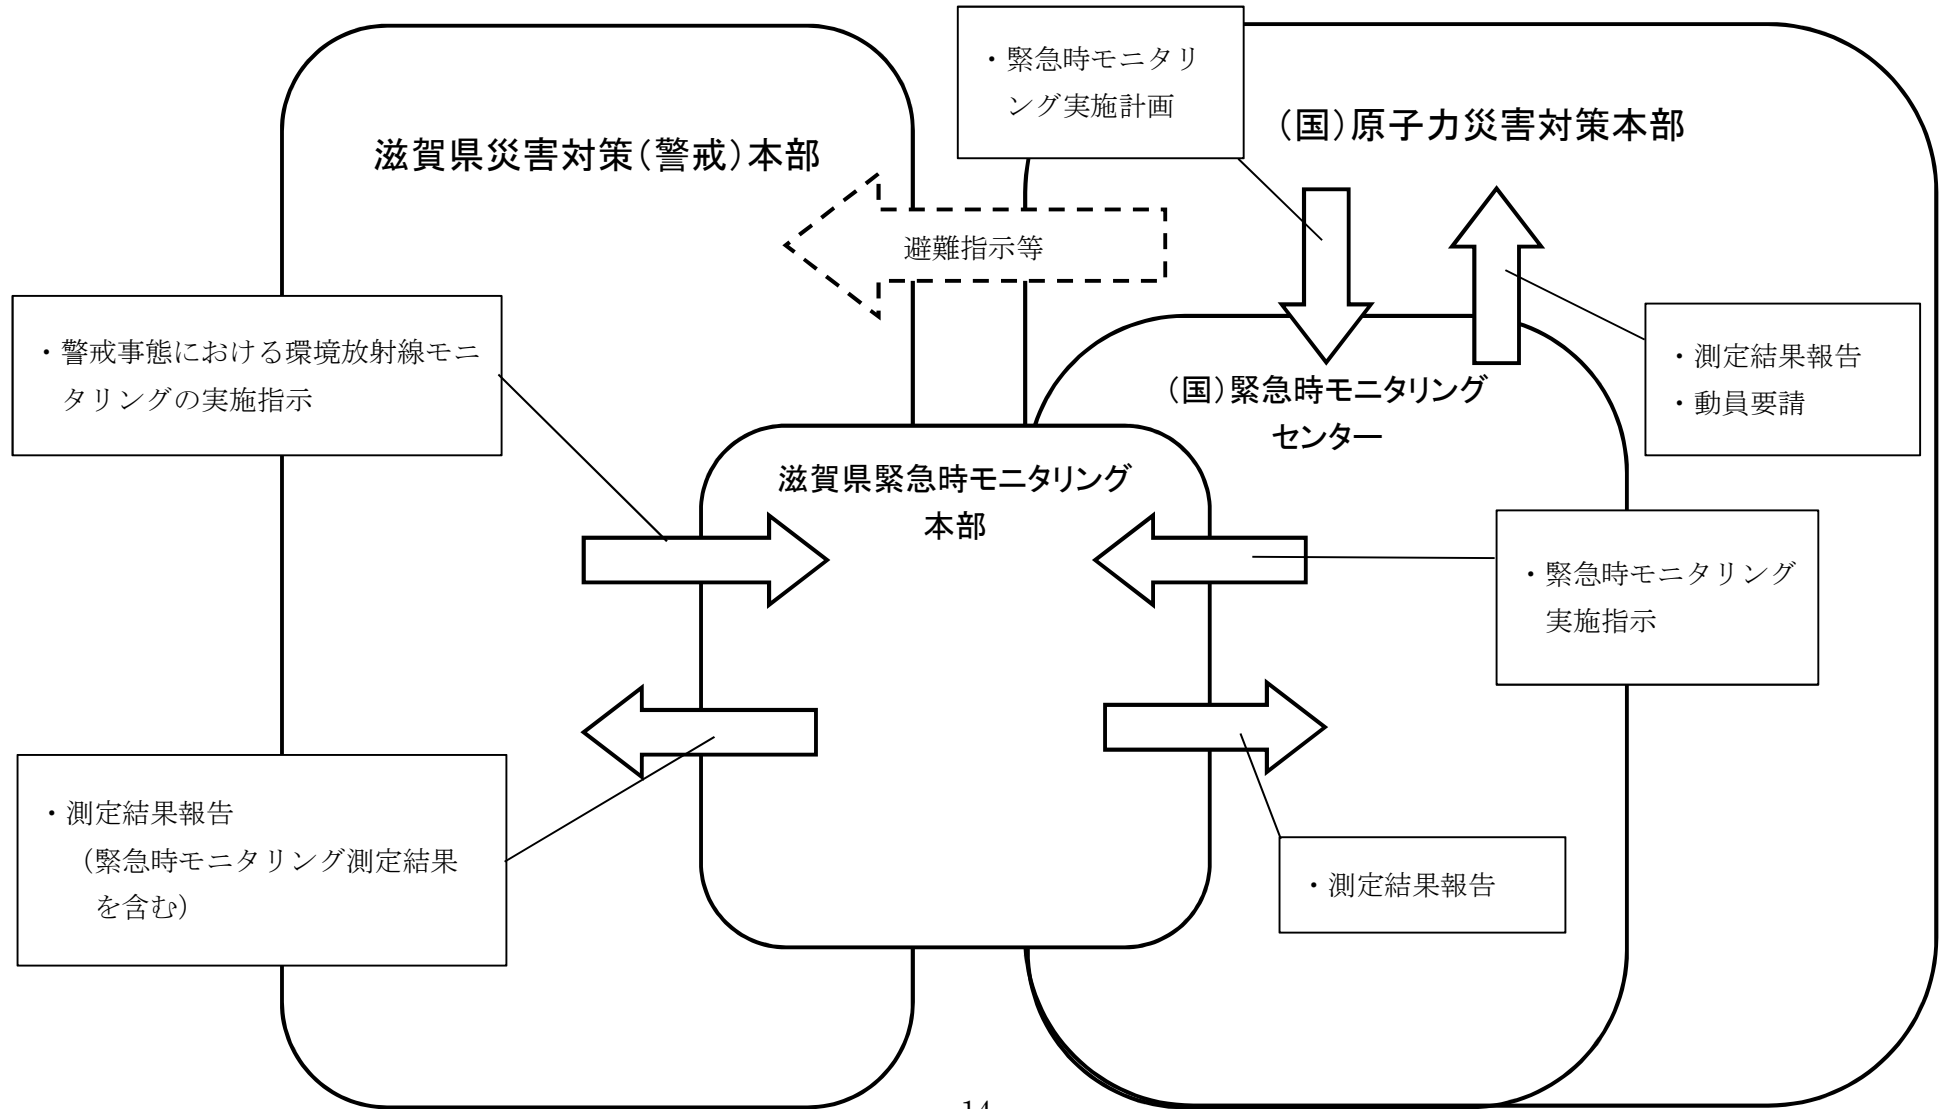 ・緊急時モニタリ
ング実施計画
滋賀県災害対策（警戒）本部
（国）原子力災害対策本部
避難指示等
・警戒事態における環境放射線モニ
タリングの実施指示
・測定結果報告
・動員要請
（国）緊急時モニタリング
センター
滋賀県緊急時モニタリング
本部
・緊急時モニタリング
実施指示
・測定結果報告
（緊急時モニタリング測定結果
を含む）
・測定結果報告
14